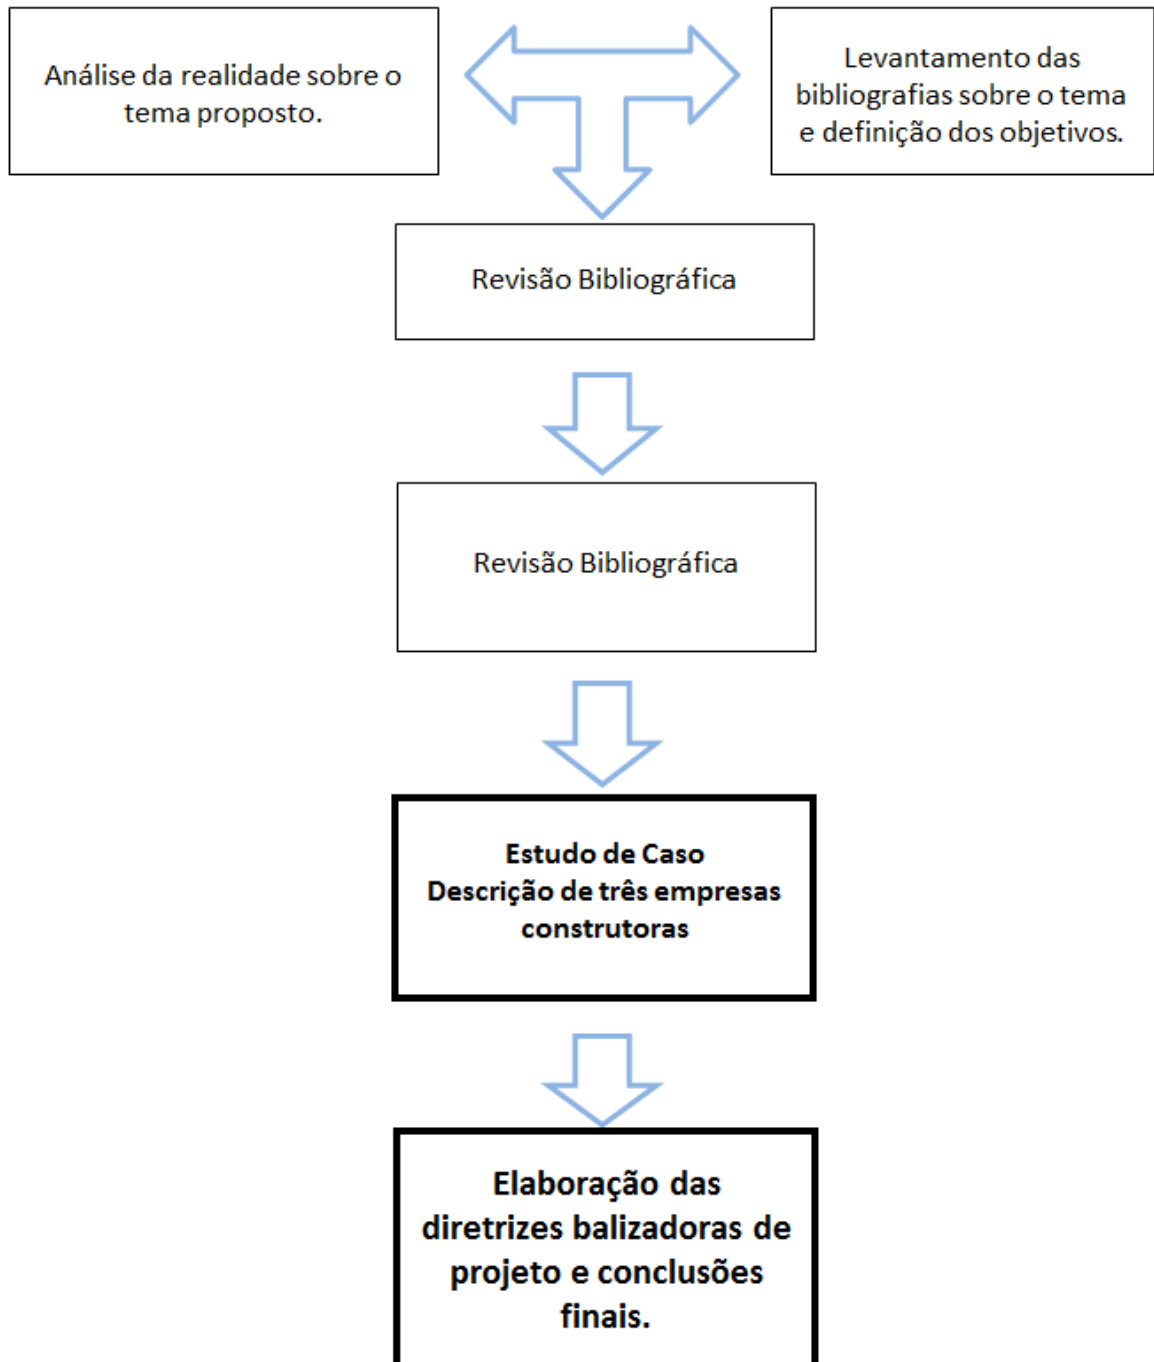 Análise da realidade sobre o
tema proposto.
Levantamento das
bibliografias sobre o tema
e definição dos objetivos.
Revisão Bibliográfica
Revisão Bibliográfica
Estudo de Caso
Descrição de três empresas
construtoras
Elaboração das
diretrizes balizadoras de
projeto e conclusões
finais.